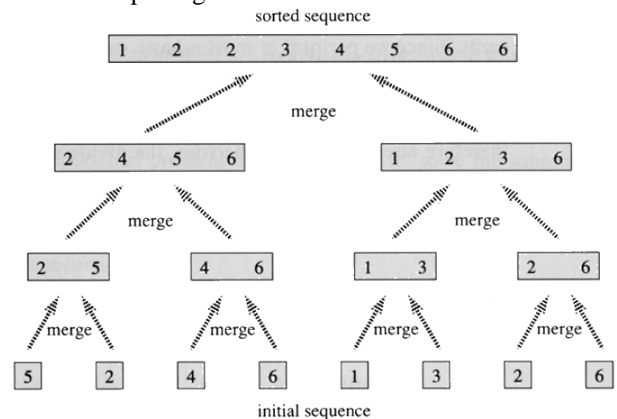 sorted sequence
1 2 2 3 4 5 6 6
merge
2 4 5 6 1 2 3 6
merge merge
2 5 4 6 1 3 2 6
merge merge merge merge
5 2 4 6 1 3 2 6
initial sequence